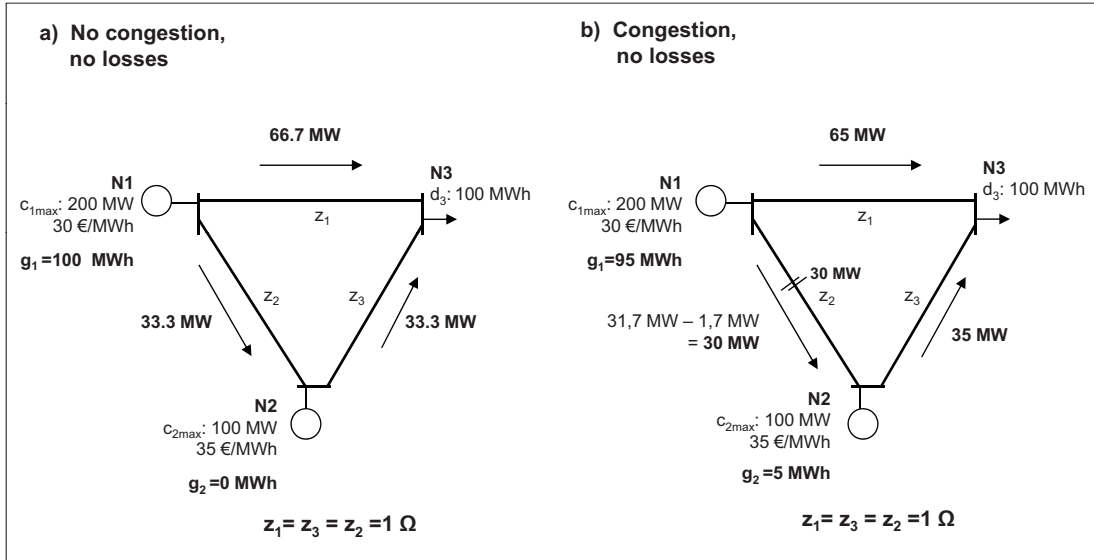 a) No congestion,
no losses
66.7 MW
N1
c1max: 200 MW
30 €/MWh
g1 =100 MWh
N3
d3: 100 MWh
z1
z2
z3
33.3 MW
33.3 MW
N2
c2max: 100 MW
35 €/MWh
g2 =0 MWh
z1= z3 = z2 =1 Ω
b) Congestion,
no losses
65 MW
N1
c1max: 200 MW
30 €/MWh
g1=95 MWh
N3
d3: 100 MWh
z1
30 MW
z2
z3
31,7 MW – 1,7 MW
= 30 MW
35 MW
N2
c2max: 100 MW
35 €/MWh
g2 =5 MWh
z1= z3 = z2 =1 Ω